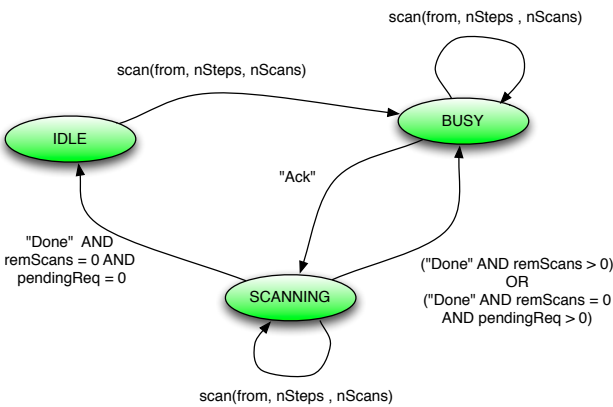 scan(from, nSteps , nScans)
scan(from, nSteps, nScans)
BUSY
IDLE
"Ack"
"Done"  AND
remScans = 0 AND
pendingReq = 0
("Done" AND remScans > 0)
OR
("Done" AND remScans = 0
AND pendingReq > 0)
SCANNING
scan(from, nSteps , nScans)